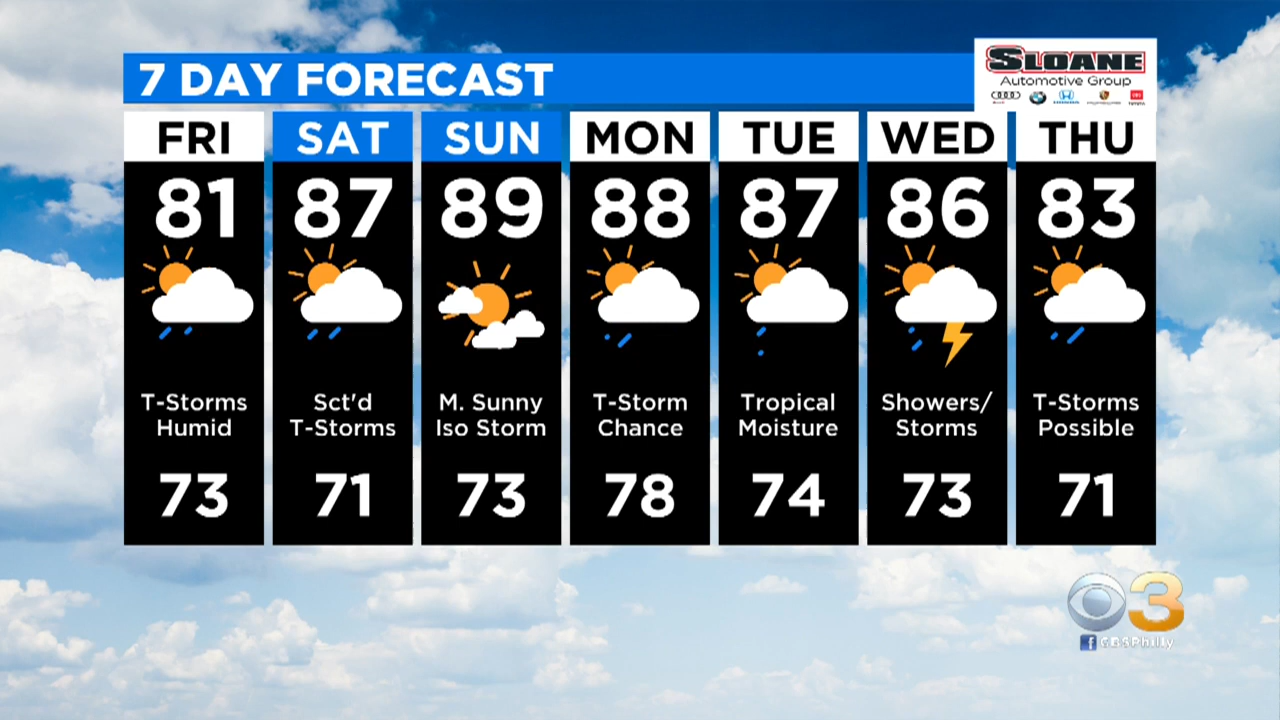 7 DAY FORECAST
SLOANE
Automotive Group
FRI SAT SUN MON TUE WED THU
81 87 89 88 87 86 83
T-Storms Humid
Sct'd T-Storms
M. Sunny Iso Storm
T-Storm Chance
Tropical Moisture
Showers/ Storms
T-Storms Possible
73 71 73 78 74 73 71
3
CBSPhilly